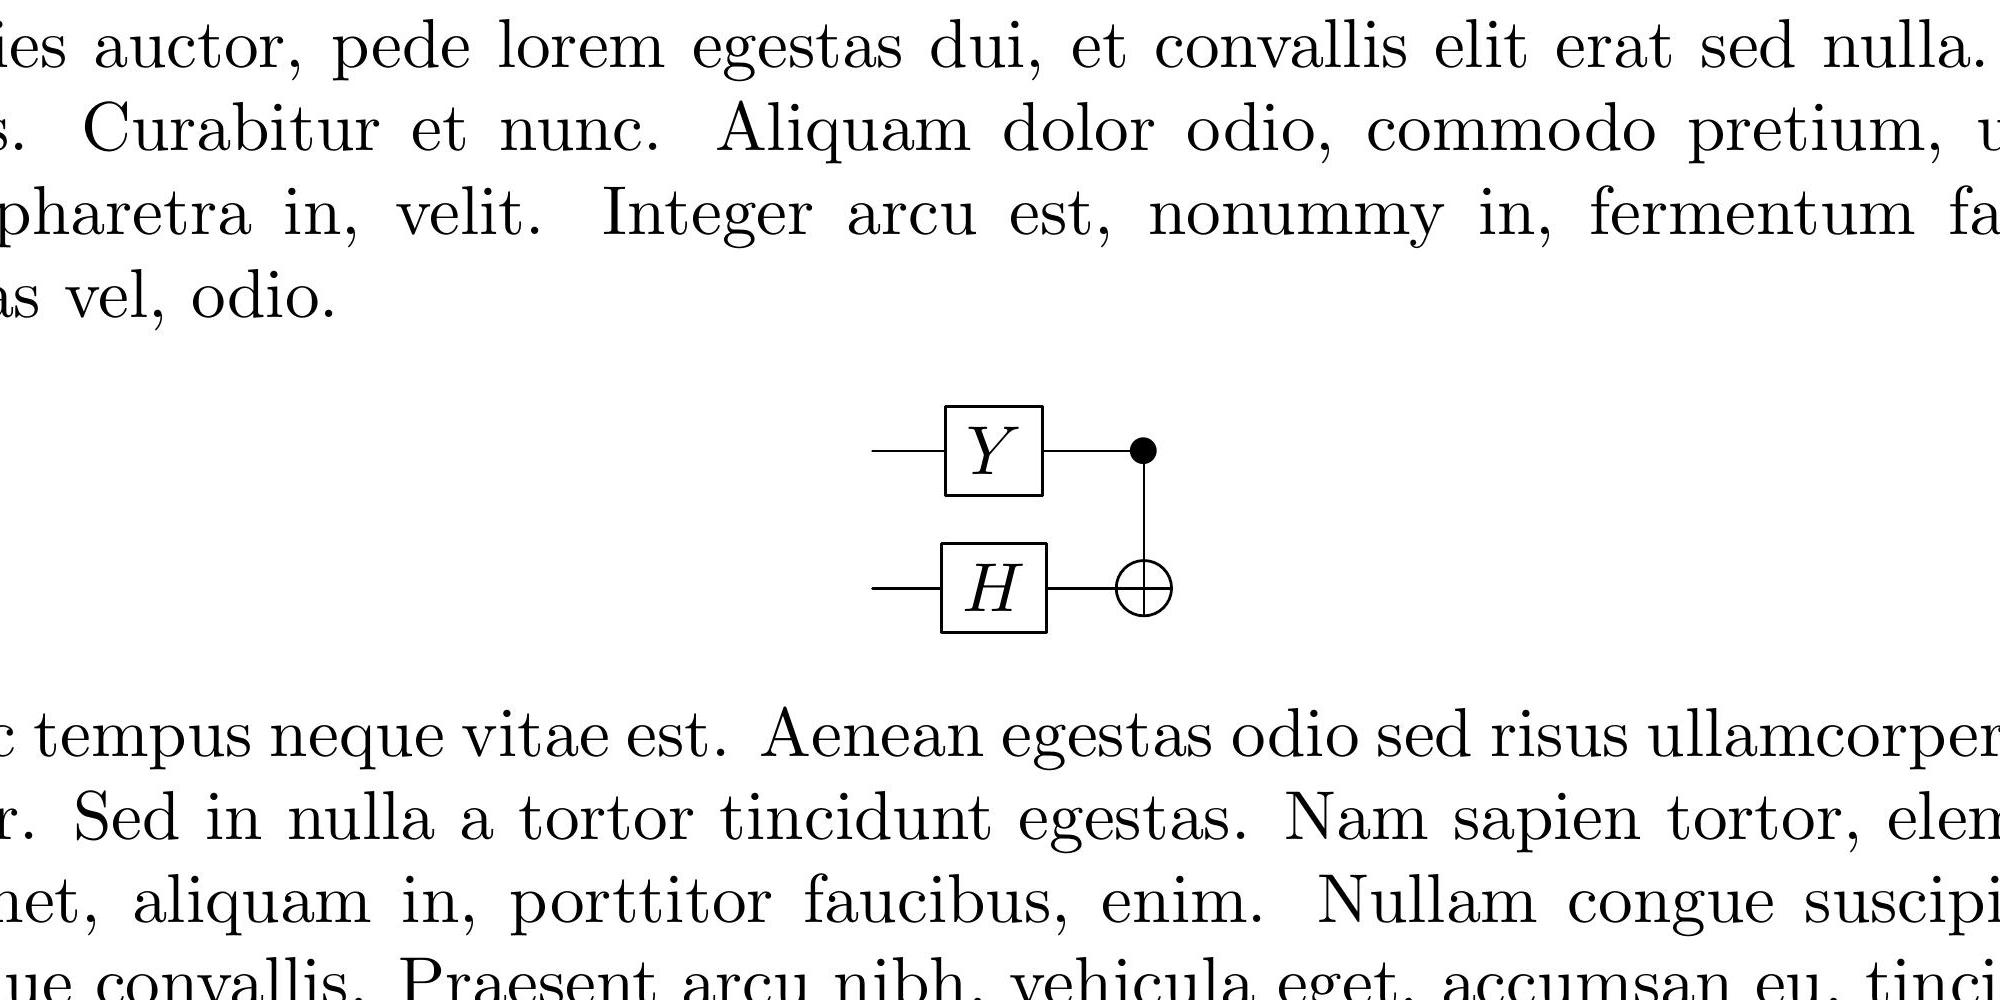 ies auctor, pede lorem egestas dui, et convallis elit erat sed nulla.
s. Curabitur et nunc. Aliquam dolor odio, commodo pretium, u
pharetra in, velit. Integer arcu est, nonummy in, fermentum fa
as vel, odio.
Y
H
c tempus neque vitae est. Aenean egestas odio sed risus ullamcorper
r. Sed in nulla a tortor tincidunt egestas. Nam sapien tortor, elem
net, aliquam in, porttitor faucibus, enim. Nullam congue suscipi
ue convallis. Praesent arcu nibh, vehicula eget, accumsan eu, tinci